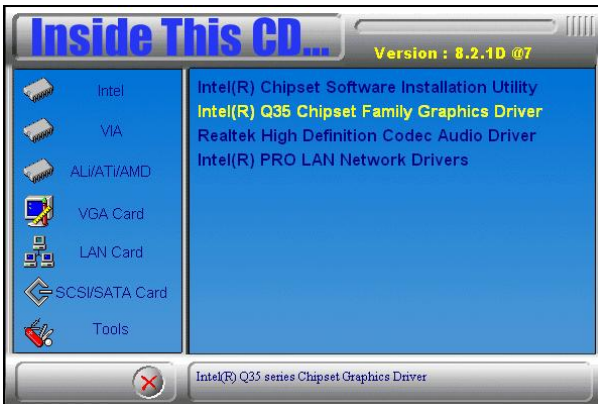 Inside This CD...
Version : 8.2.1D @7
Intel
VIA
ALi/ATi/AMD
VGA Card
LAN Card
SCSI/SATA Card
Tools
Intel(R) Chipset Software Installation Utility
Intel(R) Q35 Chipset Family Graphics Driver
Realtek High Definition Codec Audio Driver
Intel(R) PRO LAN Network Drivers
Intel(R) Q35 series Chipset Graphics Driver